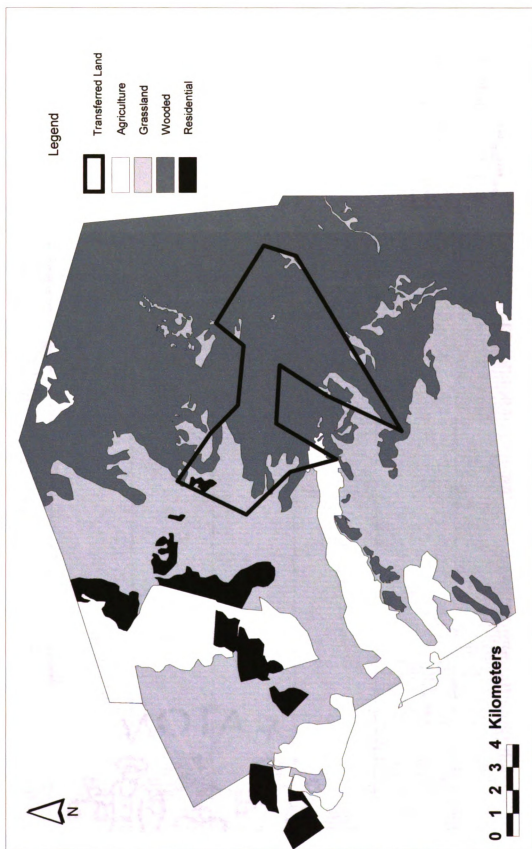 Legend
Transferred Land
Agriculture
Grassland
Wooded
Residential
N
0 1 2 3 4 Kilometers